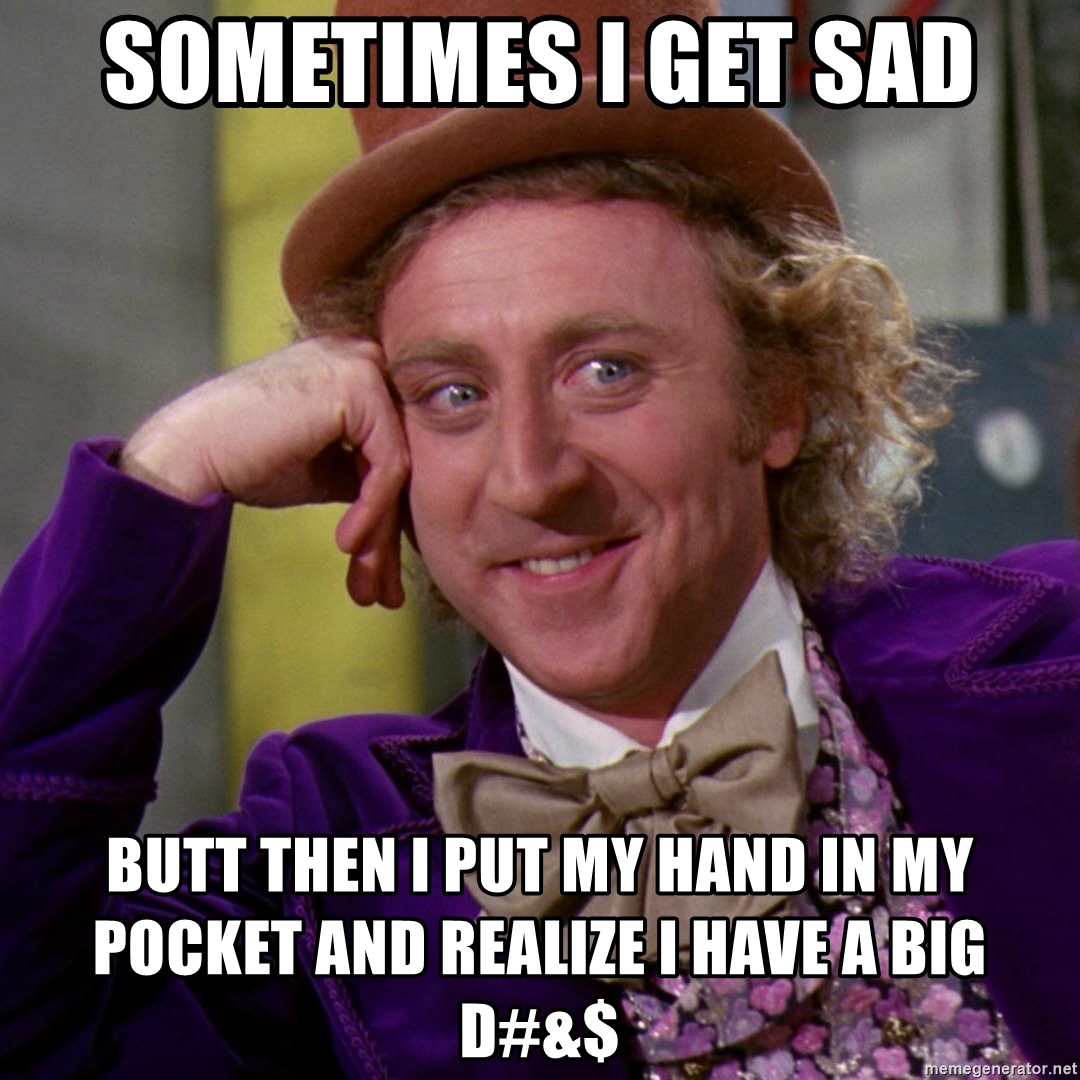 SOMETIMES I GET SAD
BUTT THEN I PUT MY HAND IN MY
POCKET AND REALIZE I HAVE A BIG
D#&$
memegenerator.net